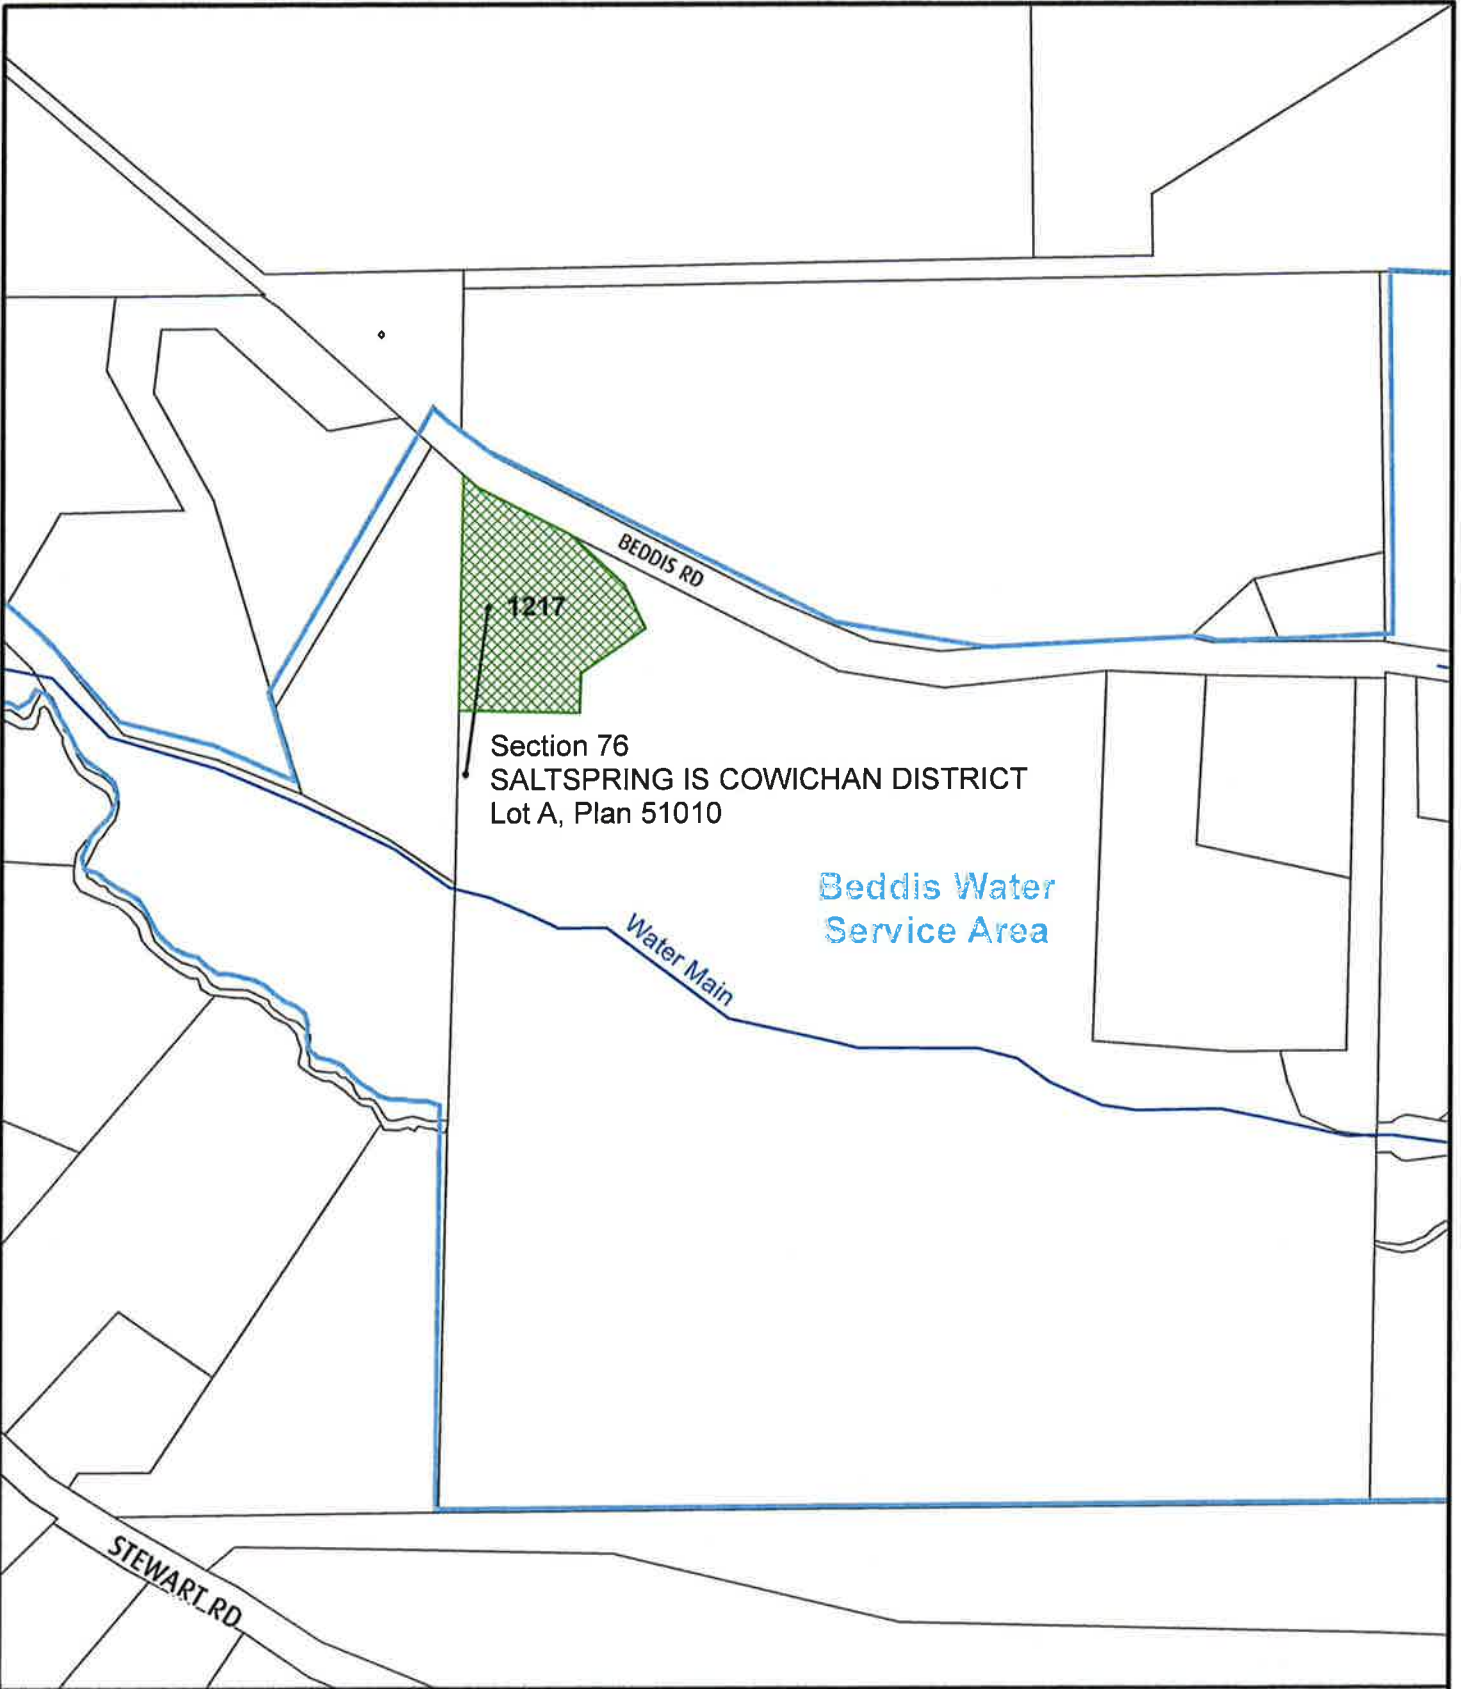 BEDDIS RD
1217
Section 76
SALTSPRING IS COWICHAN DISTRICT
Lot A, Plan 51010
Beddis Water
Service Area
Water Main
STEWART RD